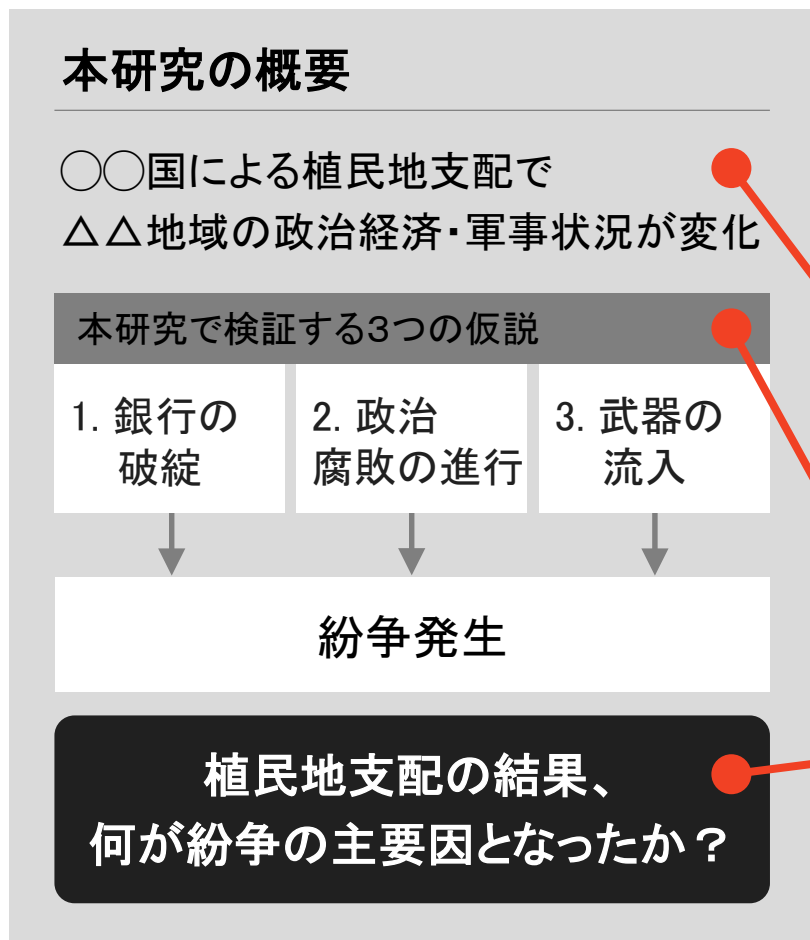 本研究の概要
◯◯国による植民地支配で
△△地域の政治経済・軍事状況が変化
本研究で検証する3つの仮説
1. 銀行の
破綻
2. 政治
腐敗の進行
3. 武器の
流入
紛争発生
植民地支配の結果、
何が紛争の主要因となったか？